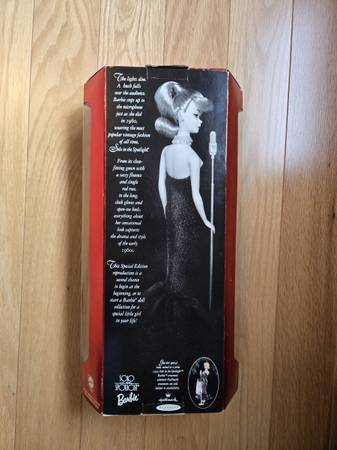 The lights dim.
A hush falls
over the audience.
Barbie steps up to
the microphone
just as she did
in 1960,
wearing the most
popular vintage fashion
of all time,
Solo in the Spotlight!
From its close-
fitting gown with
a sassy flounce
and single
red rose,
to the long,
sleek gloves and
open-toe heels,
everything about
her sensational
look captures
the drama and style
of the early
1960s.
This Special Edition
reproduction is a
second chance
to begin at the
beginning, or to
start a Barbie® doll
collection for a
special little girl
in your life!
SOLO
IN THE
SPOTLIGHT
Barbie
Hallmark